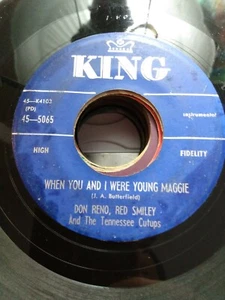 KING
45-K4103
(PD)
45-5065
instrumental
HIGH
FIDELITY
WHEN YOU AND I WERE YOUNG MAGGIE
(J. A. Butterfield)
DON RENO, RED SMILEY
And The Tennessee Cutups